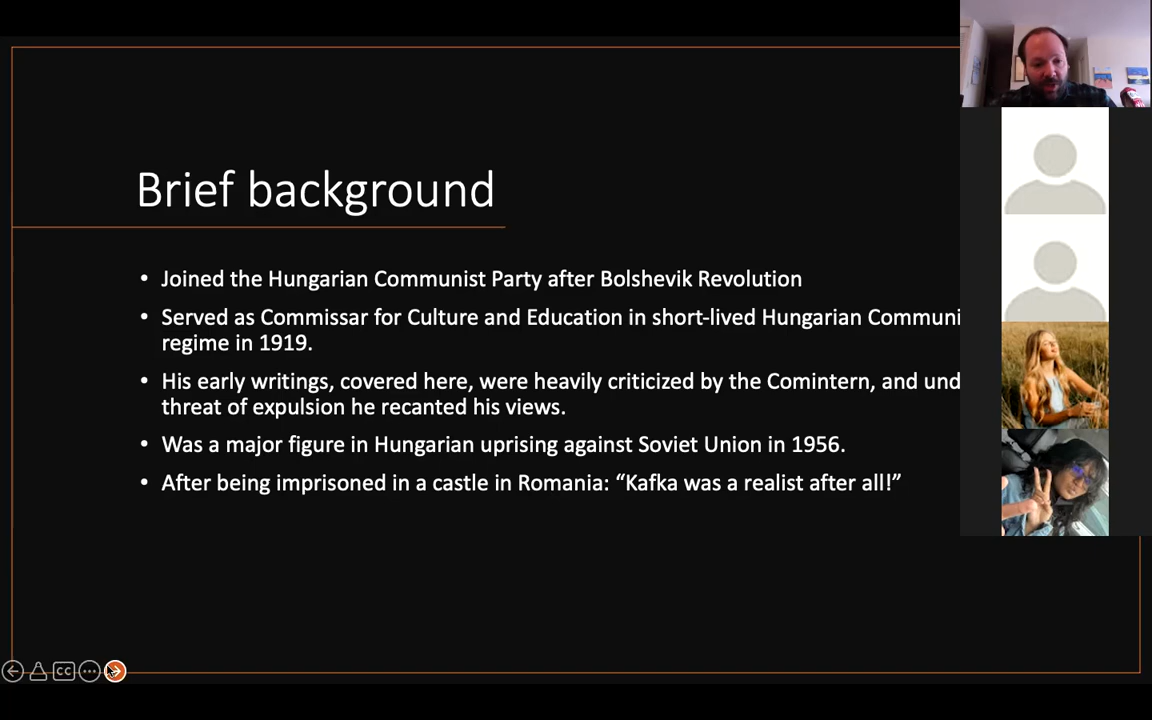 Brief background
• Joined the Hungarian Communist Party after Bolshevik Revolution
• Served as Commissar for Culture and Education in short-lived Hungarian Communi
regime in 1919.
• His early writings, covered here, were heavily criticized by the Comintern, and und
threat of expulsion he recanted his views.
• Was a major figure in Hungarian uprising against Soviet Union in 1956.
• After being imprisoned in a castle in Romania: “Kafka was a realist after all!”
CC